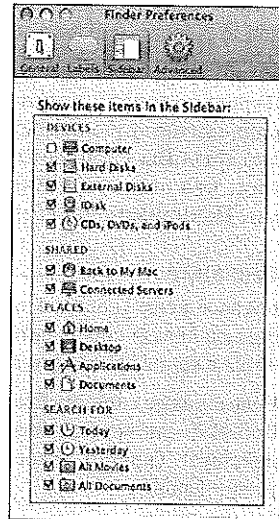 Finder Preferences
General Labels Sidebar Advanced
Show these items in the Sidebar:
DEVICES
Computer
Hard Disks
External Disks
iDisk
CDs, DVDs, and iPods
SHARED
Back to My Mac
Connected Servers
PLACES
Home
Desktop
Applications
Documents
SEARCH FOR
Today
Yesterday
All Movies
All Documents